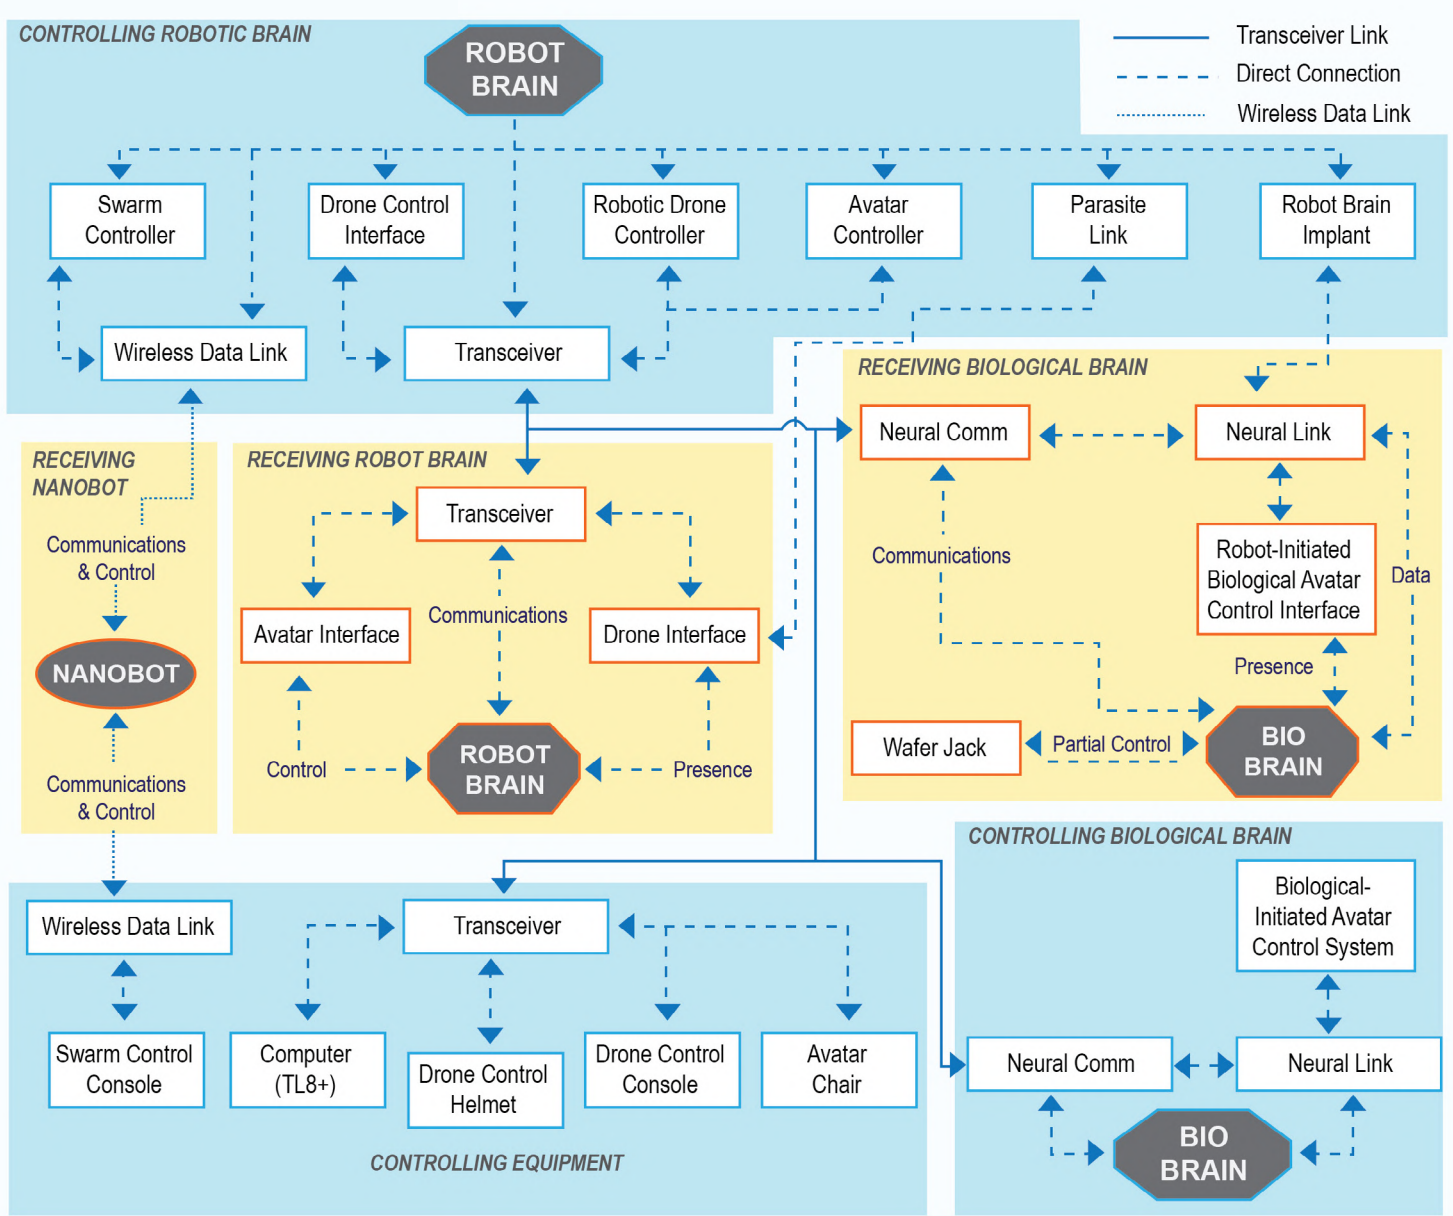 CONTROLLING ROBOTIC BRAIN
ROBOT
BRAIN
Transceiver Link
Direct Connection
Wireless Data Link
Swarm
Controller
Drone Control
Interface
Robotic Drone
Controller
Avatar
Controller
Parasite
Link
Robot Brain
Implant
Wireless Data Link
Transceiver
RECEIVING
NANOBOT
Communications
& Control
NANOBOT
Communications
& Control
RECEIVING ROBOT BRAIN
Transceiver
Avatar Interface
Communications
Drone Interface
Control
ROBOT
BRAIN
Presence
RECEIVING BIOLOGICAL BRAIN
Neural Comm
Neural Link
Communications
Robot-Initiated
Biological Avatar
Control Interface
Data
Presence
Wafer Jack
Partial Control
BIO
BRAIN
Wireless Data Link
Transceiver
Swarm Control
Console
Computer
(TL8+)
Drone Control
Helmet
Drone Control
Console
Avatar
Chair
CONTROLLING EQUIPMENT
CONTROLLING BIOLOGICAL BRAIN
Biological-
Initiated Avatar
Control System
Neural Comm
Neural Link
BIO
BRAIN